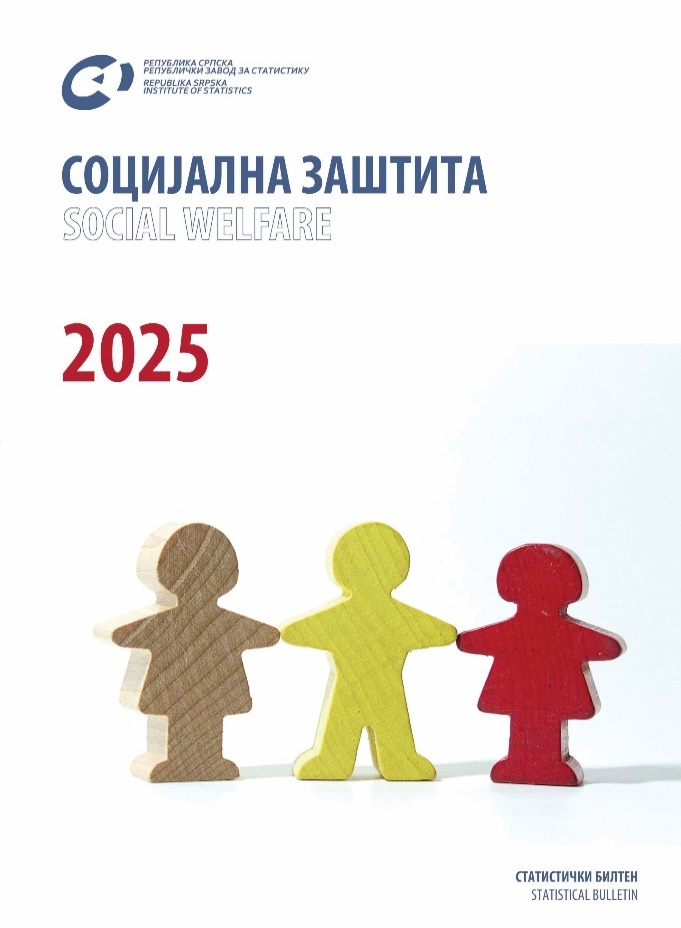 РЕПУБЛИКА СРПСКА
РЕПУБЛИЧКИ ЗАВОД ЗА СТАТИСТИКУ
REPUBLIKA SRPSKA
INSTITUTE OF STATISTICS
СОЦИЈАЛНА ЗАШТИТА
SOCIAL WELFARE
2025
СТАТИСТИЧКИ БИЛТЕН
STATISTICAL BULLETIN